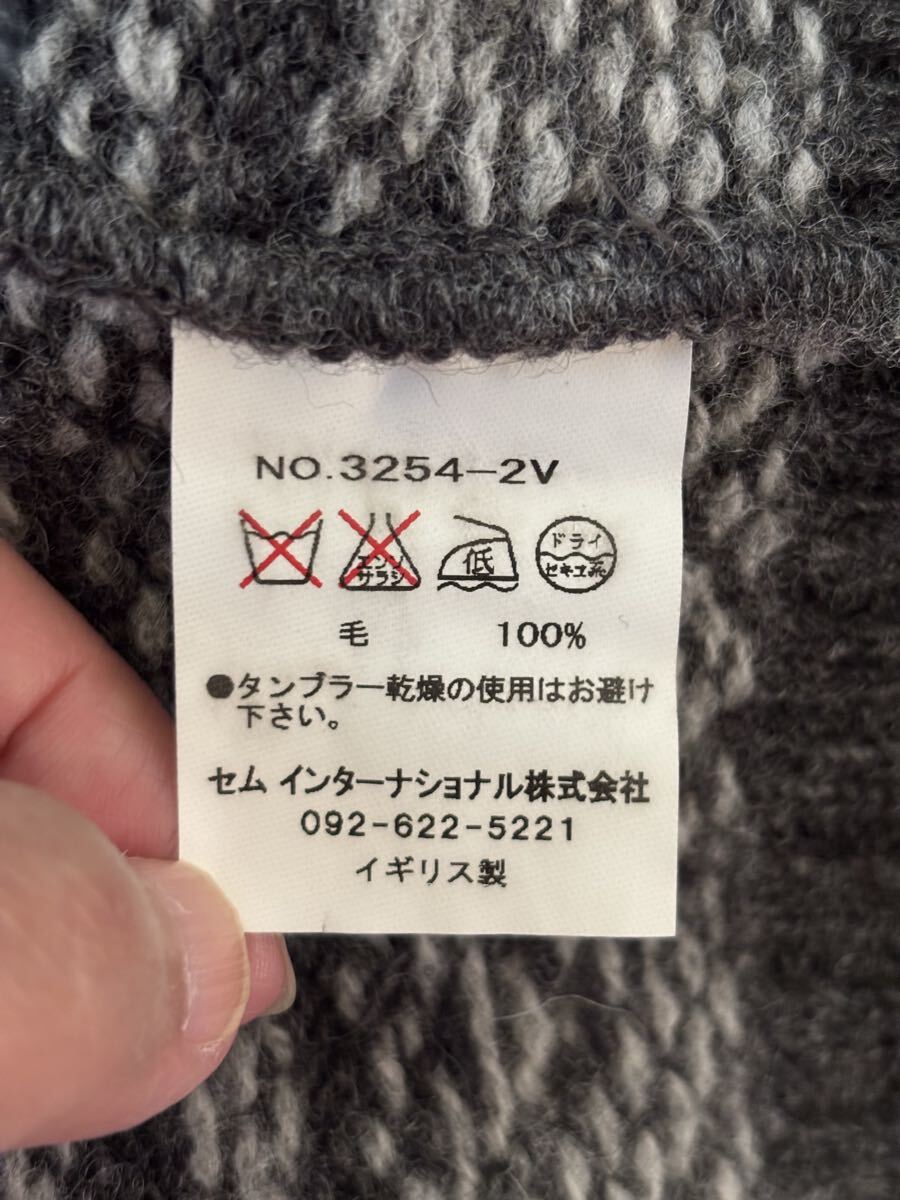 NO.3254-2V
エンソ
サラシ
低
ドライ
セキユ系
毛 100%
●タンブラー乾燥の使用はお避け
下さい。
セム インターナショナル株式会社
092-622-5221
イギリス製